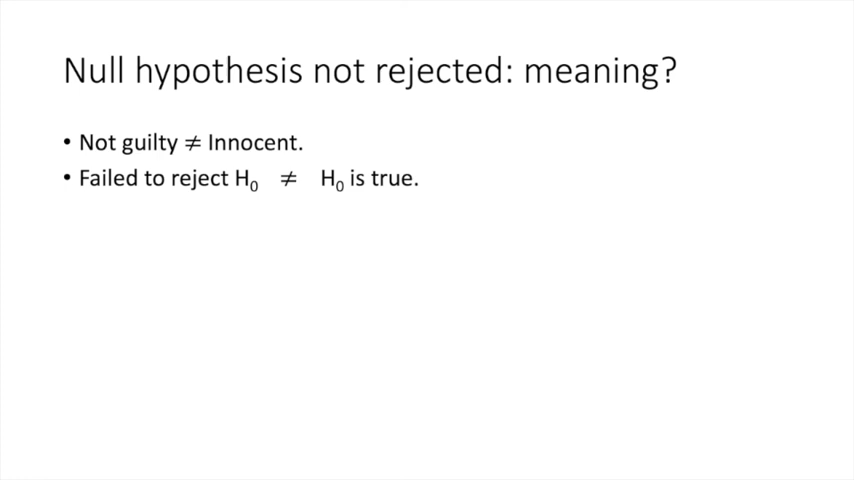 Null hypothesis not rejected: meaning?
• Not guilty ≠ Innocent.
• Failed to reject H₀ ≠ H₀ is true.